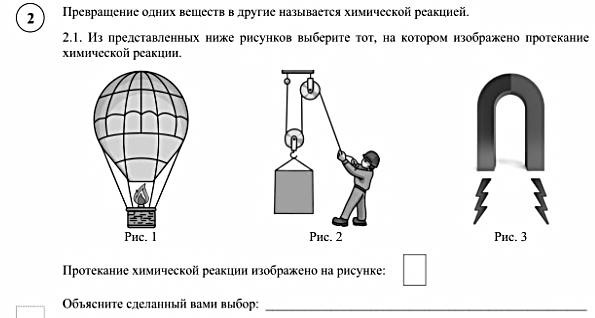 2
Превращение одних веществ в другие называется химической реакцией.
2.1. Из представленных ниже рисунков выберите тот, на котором изображено протекание
химической реакции.
Рис. 1 Рис. 2 Рис. 3
Протекание химической реакции изображено на рисунке:
Объясните сделанный вами выбор: